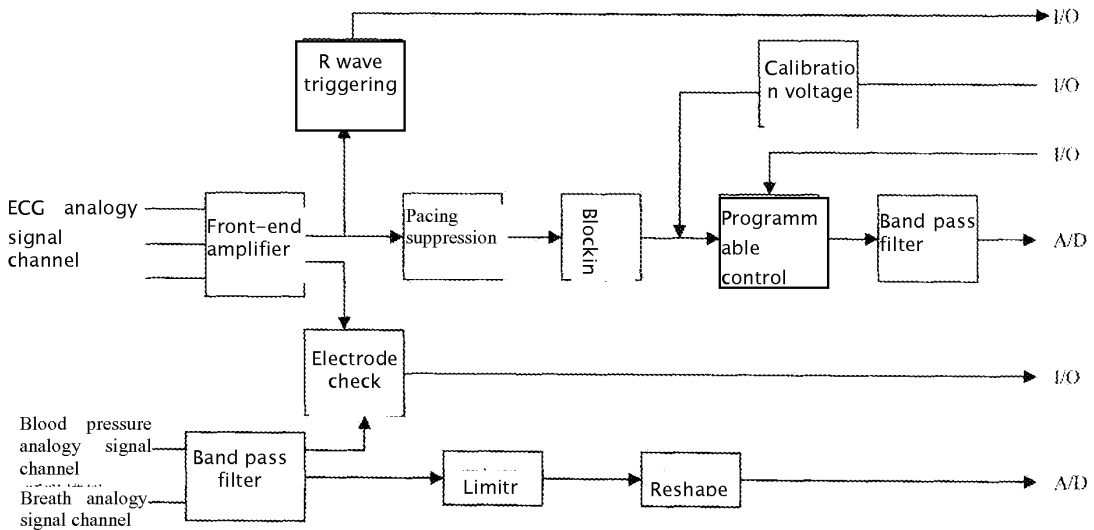 I/O
R wave
triggering
Calibratio
n voltage
I/O
I/O
ECG analogy
signal
channel
Front-end
amplifier
Pacing
suppression
Blockin
Programm
able
control
Band pass
filter
A/D
Electrode
check
I/O
Blood pressure
analogy signal
channel
Breath analogy
signal channel
Band pass
filter
Limitr
Reshape
A/D